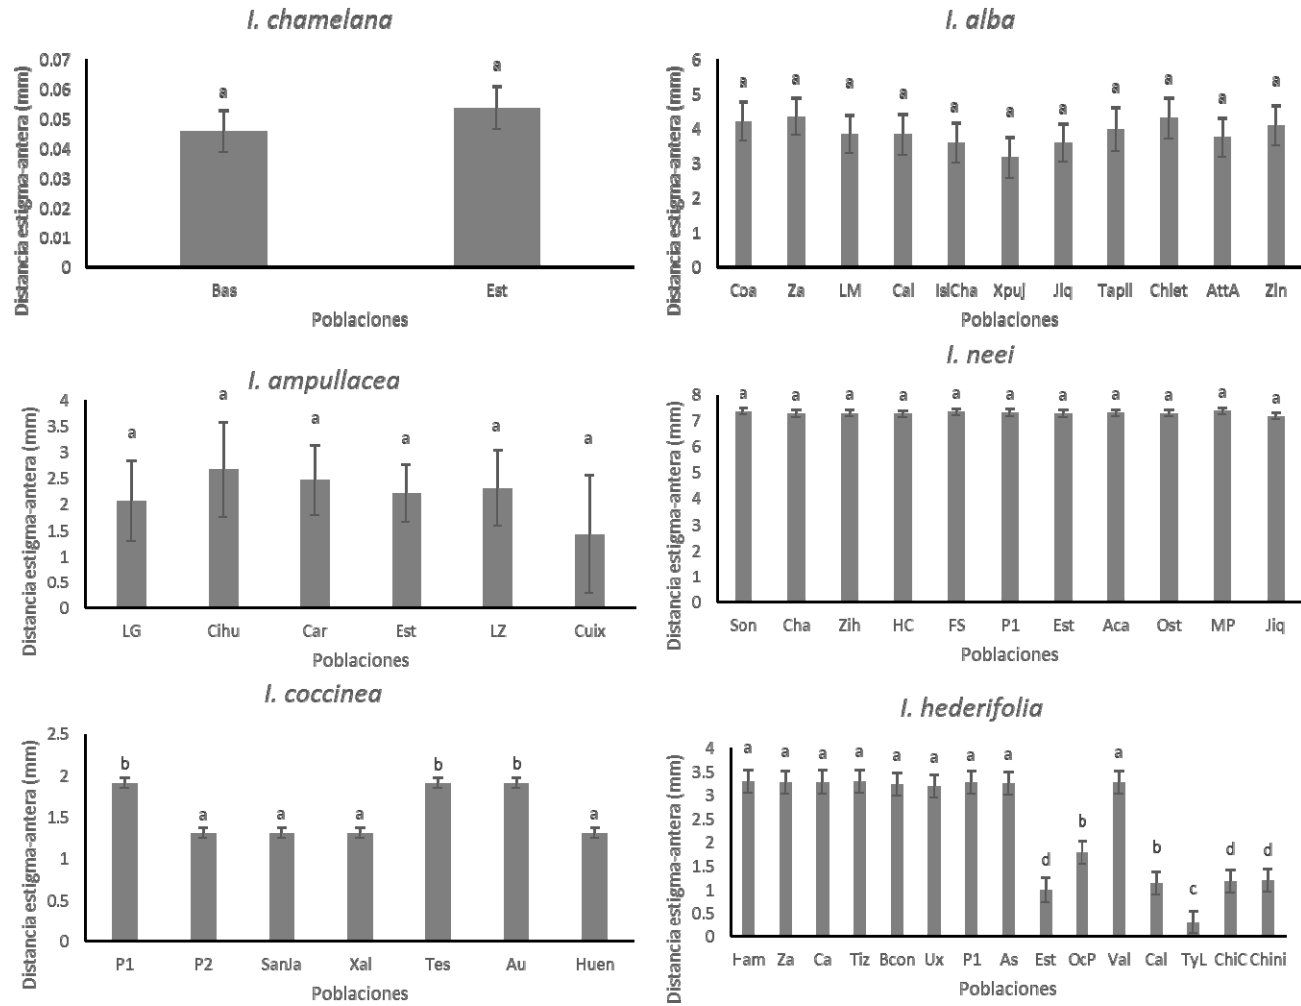 I. chamelana
Distancia estigma-antera (mm)
0.07
0.06
0.05
0.04
0.03
0.02
0.01
0
a a
Bas Est
Poblaciones
I. alba
Distancia estigma-antera (mm)
6
5
4
3
2
1
0
a a a a a a a a a a a
Coa Za LM Cal IslCha Xpuj Jiq Tapil Chlet AttA Zin
Poblaciones
I. ampullacea
Distancia estigma-antera (mm)
4
3.5
3
2.5
2
1.5
1
0.5
0
a a a a a a
LG Cihu Car Est LZ Cuix
Poblaciones
I. neei
Distancia estigma-antera (mm)
8
7
6
5
4
3
2
1
0
a a a a a a a a a a a
Son Cha Zih HC FS P1 Est Aca Ost MP Jiq
Poblaciones
I. coccinea
Distancia estigma-antera (mm)
2.5
2
1.5
1
0.5
0
b a a a b b a
P1 P2 SanJa Xal Tes Au Huen
Poblaciones
I. hederifolia
Distancia estigma-antera (mm)
4
3.5
3
2.5
2
1.5
1
0.5
0
a a a a a a a a d b a b c d d
Ham Za Ca Tiz Bcon Ux P1 As Est OcP Val Cal TyL ChiC Chini
Poblaciones